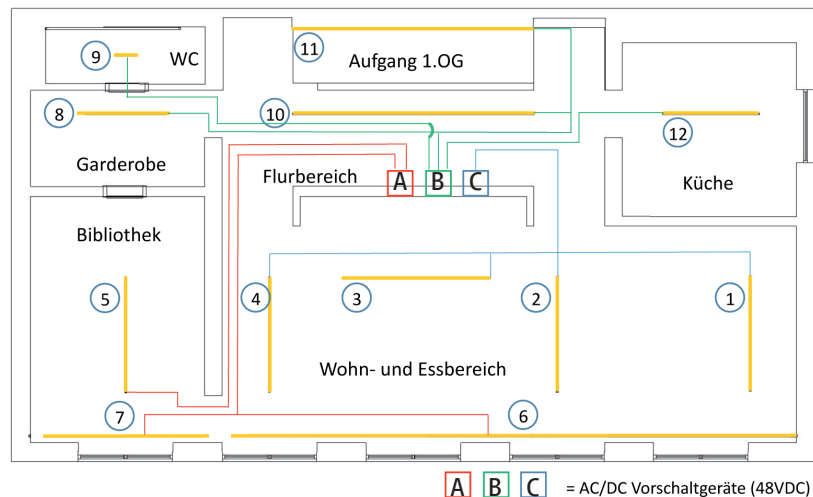 9
WC
11
Aufgang 1.OG
8
10
12
Garderobe
Flurbereich
A
B
C
Küche
Bibliothek
5
4
3
2
1
Wohn- und Essbereich
7
6
A B C = AC/DC Vorschaltgeräte (48VDC)